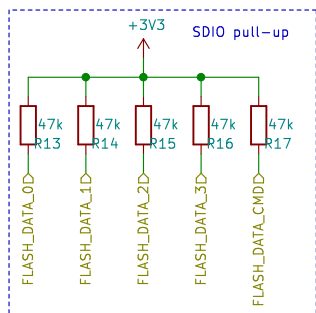 +3V3
SDIO pull-up
47k
47k
47k
47k
47k
R13
R14
R15
R16
R17
FLASH_DATA_0
FLASH_DATA_1
FLASH_DATA_2
FLASH_DATA_3
FLASH_DATA_CMD